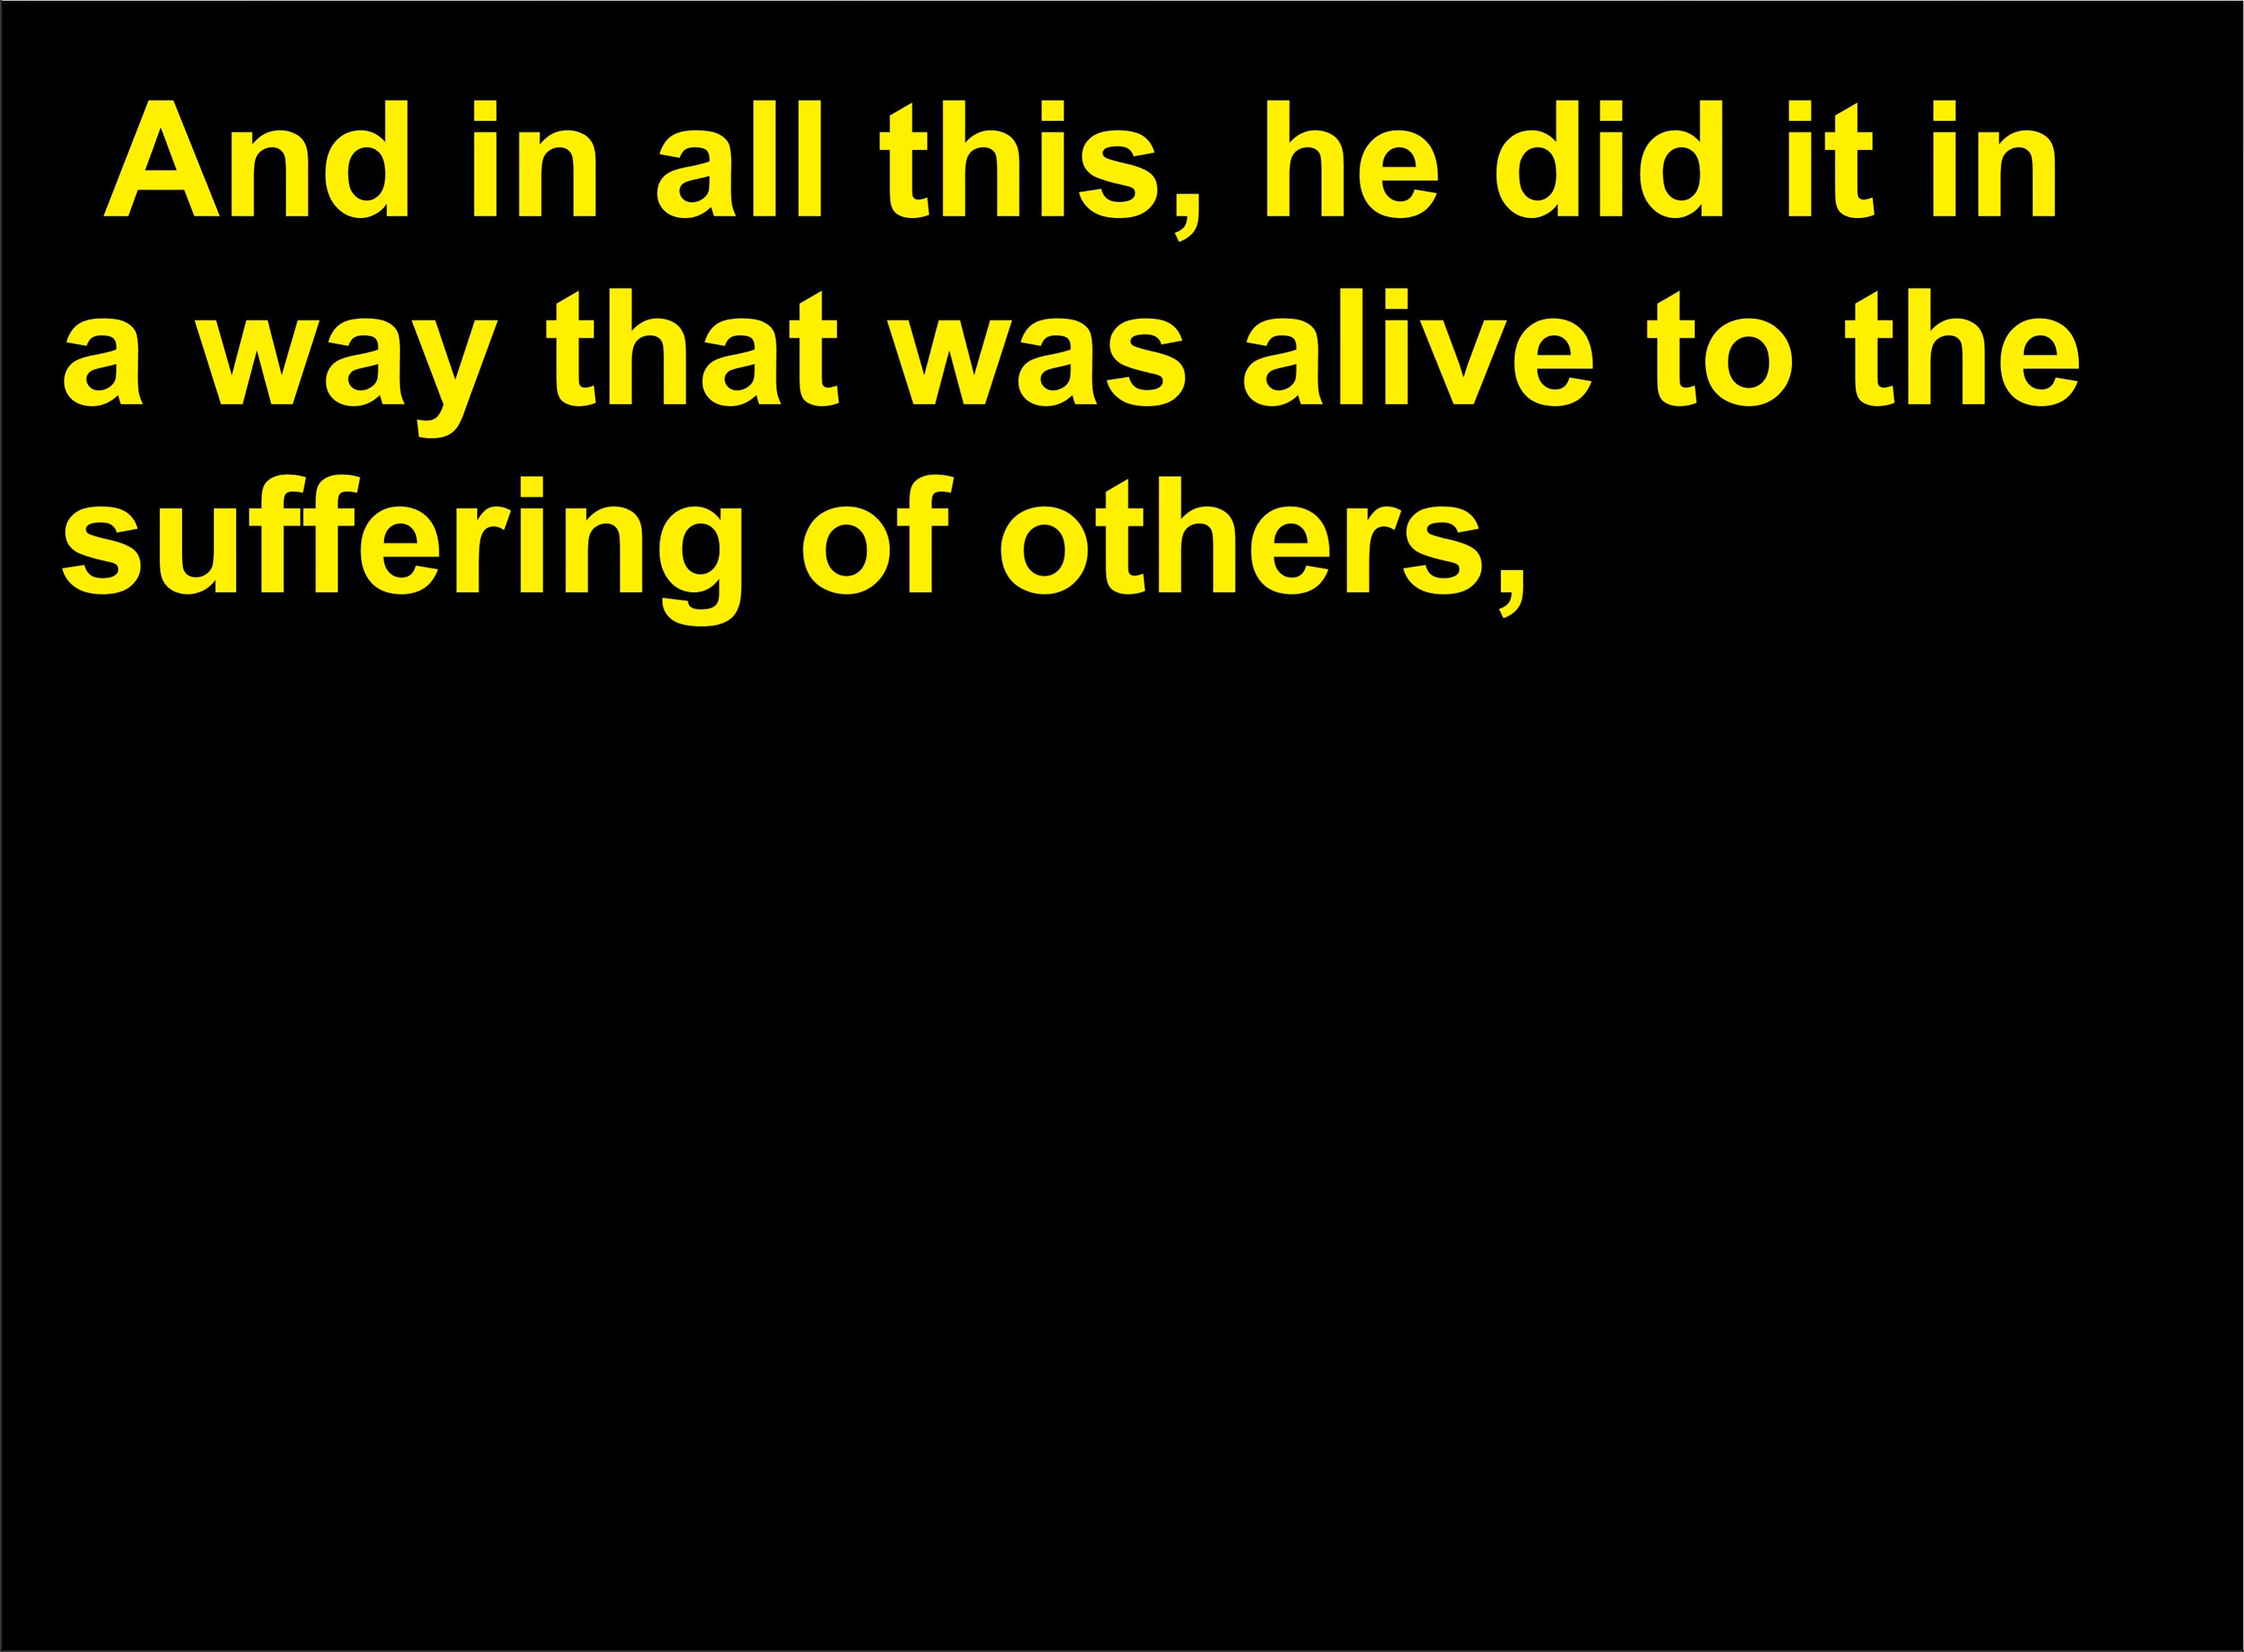 And in all this, he did it in
a way that was alive to the
suffering of others,